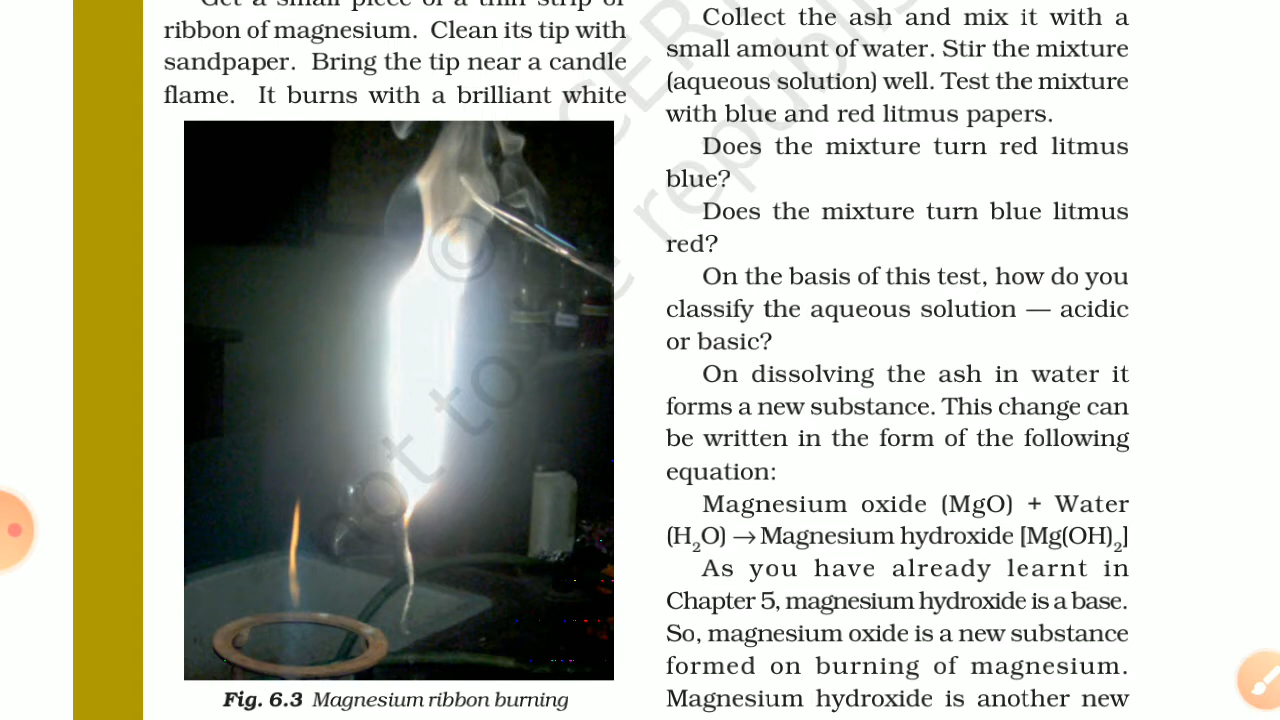 ribbon of magnesium. Clean its tip with
sandpaper. Bring the tip near a candle
flame. It burns with a brilliant white
Fig. 6.3 Magnesium ribbon burning
Collect the ash and mix it with a
small amount of water. Stir the mixture
(aqueous solution) well. Test the mixture
with blue and red litmus papers.
Does the mixture turn red litmus
blue?
Does the mixture turn blue litmus
red?
On the basis of this test, how do you
classify the aqueous solution — acidic
or basic?
On dissolving the ash in water it
forms a new substance. This change can
be written in the form of the following
equation:
Magnesium oxide (MgO) + Water
(H₂O) → Magnesium hydroxide [Mg(OH)₂]
As you have already learnt in
Chapter 5, magnesium hydroxide is a base.
So, magnesium oxide is a new substance
formed on burning of magnesium.
Magnesium hydroxide is another new